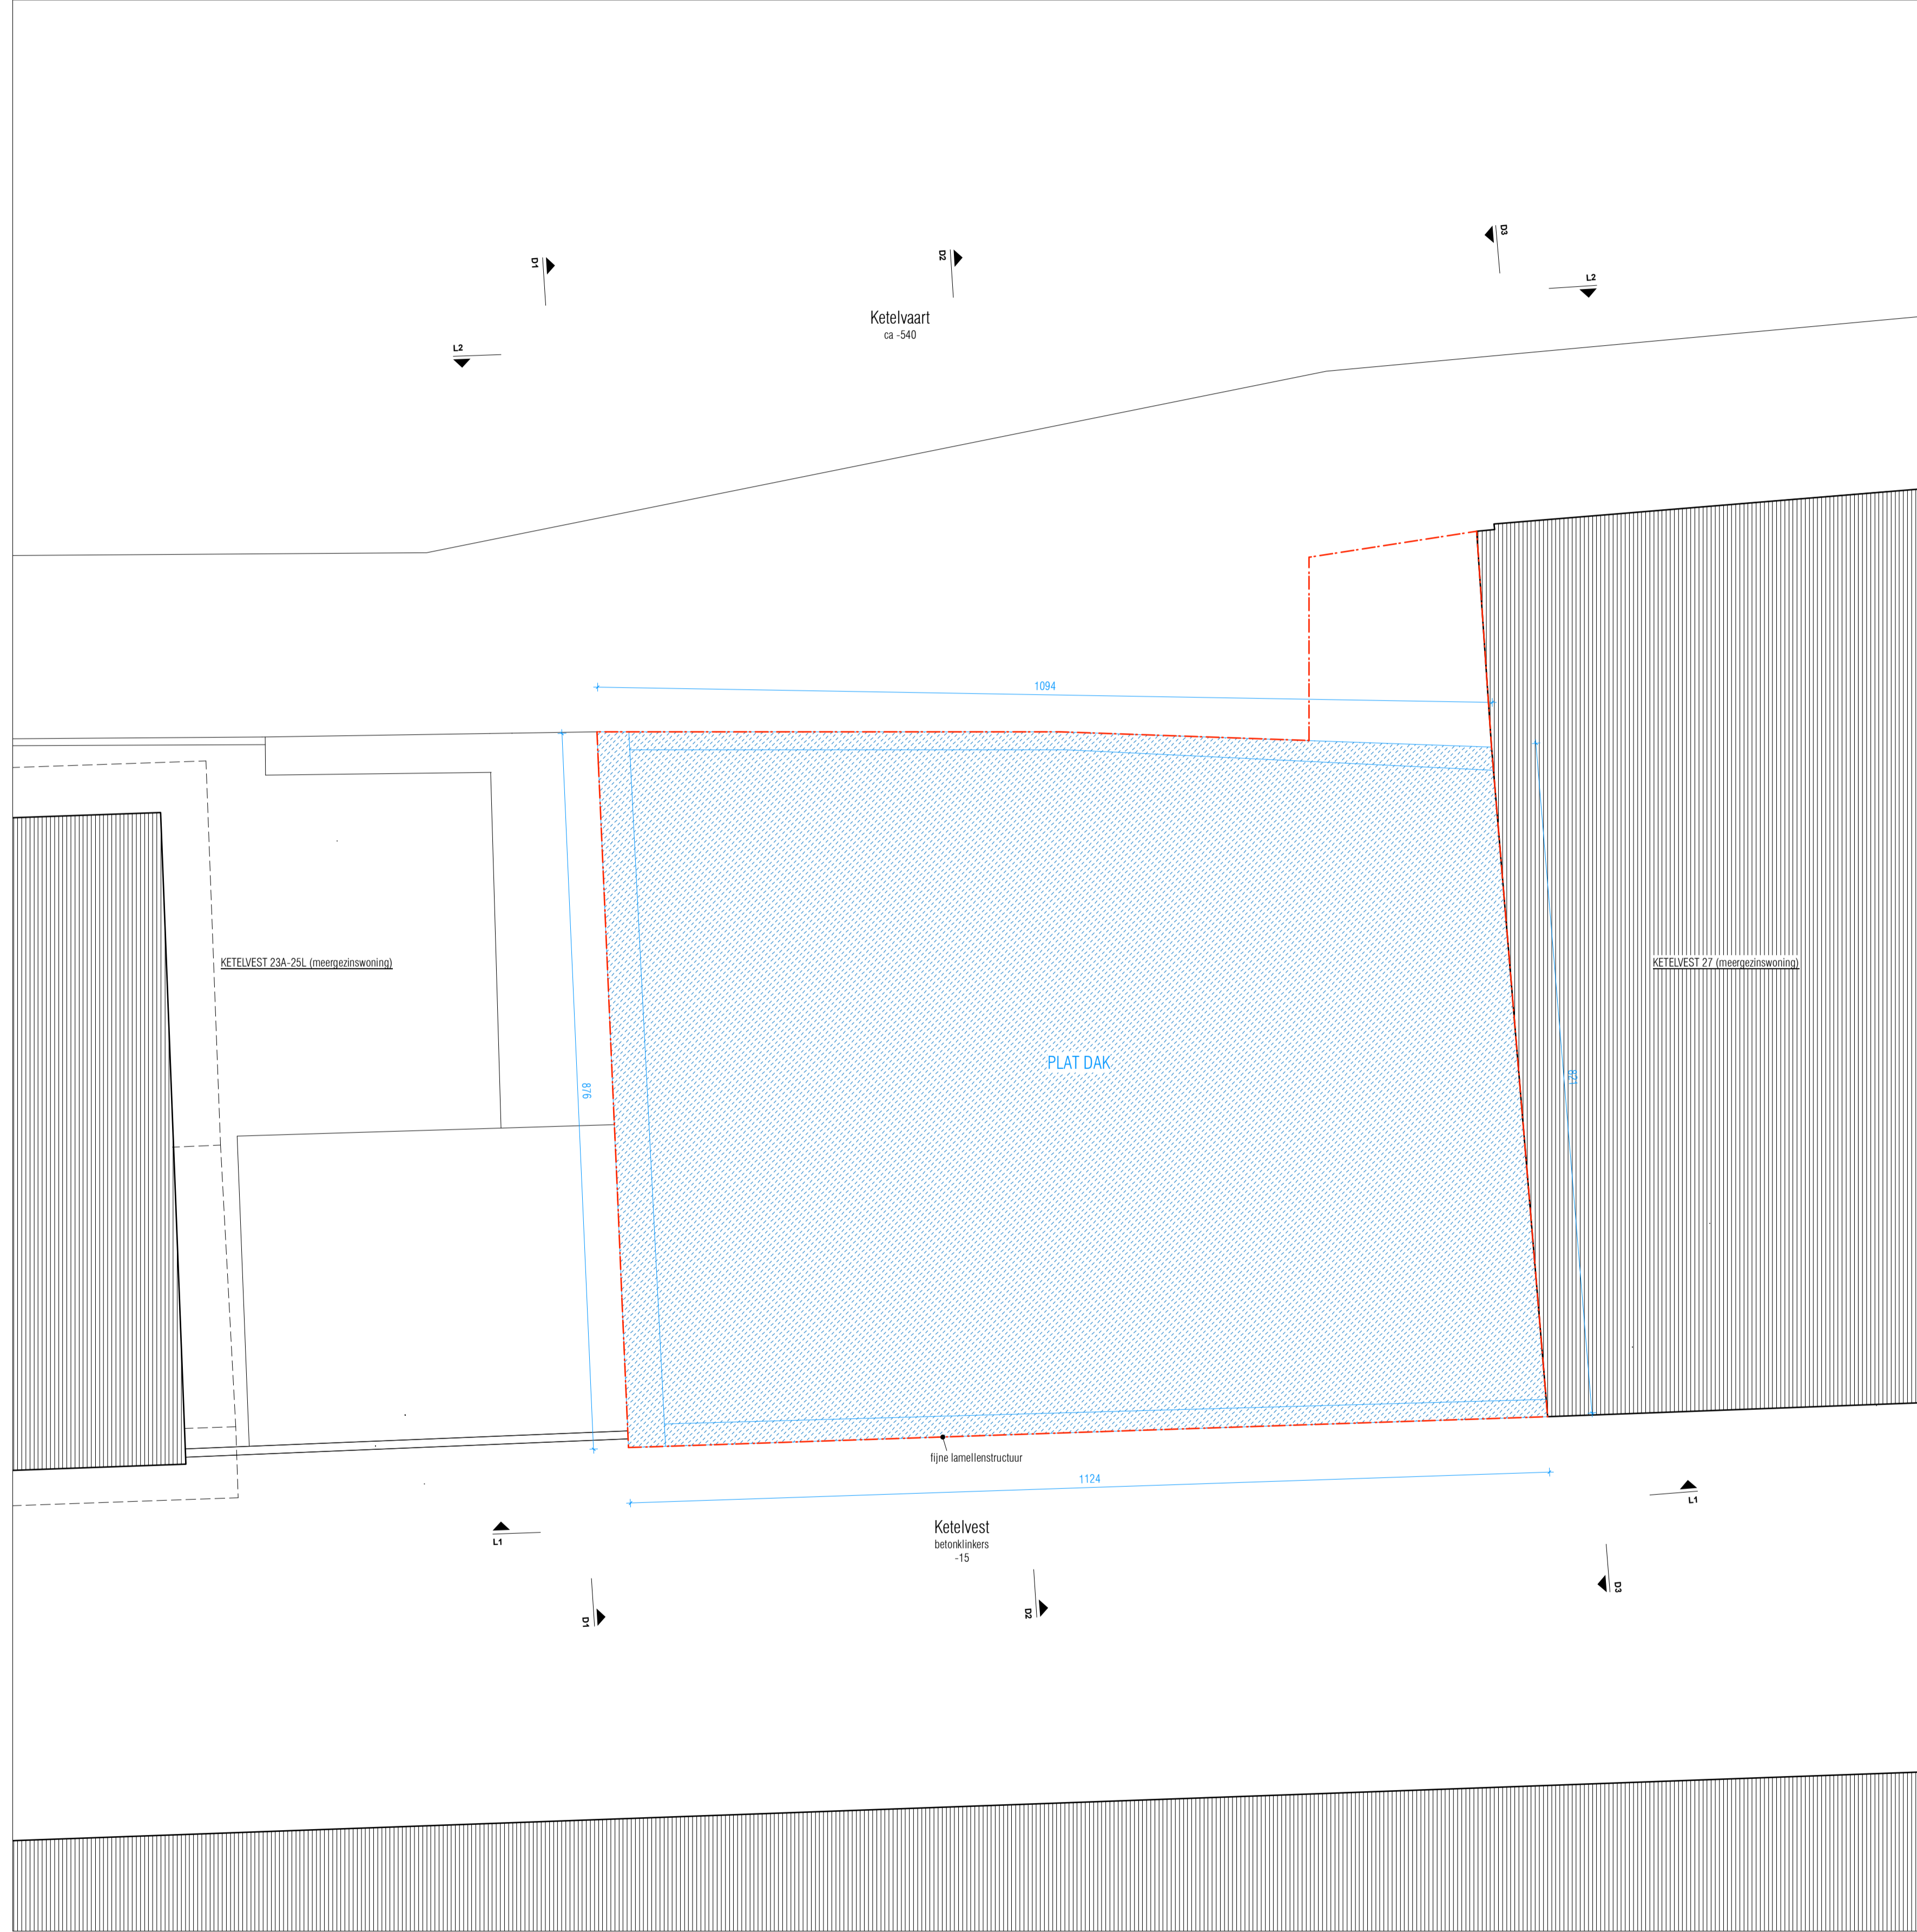 D3
D1
D2
L2
Ketelvaart
ca -540
L2
1094
KETELVEST 23A-25L (meergezinswoning)
KETELVEST 27 (meergezinswoning)
PLAT DAK
876
821
fijne lamellenstructuur
1124
L1
Ketelvest
betonklinkers
-15
L1
D3
D2
D1